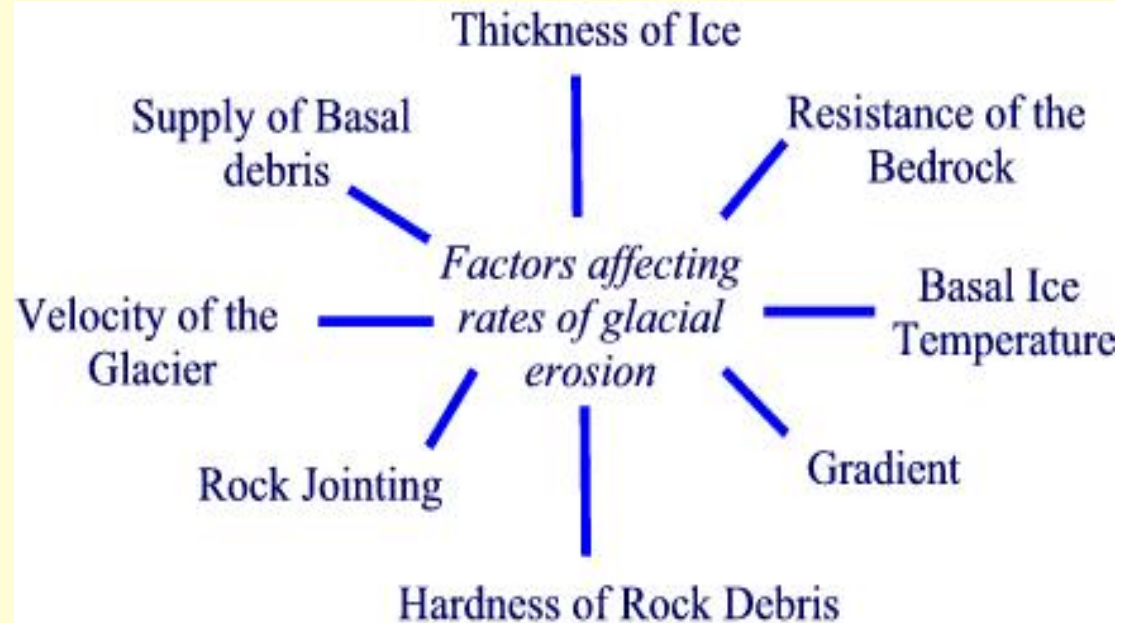 Thickness of Ice
Supply of Basal
debris
Resistance of the
Bedrock
Factors affecting
rates of glacial
erosion
Velocity of the
Glacier
Basal Ice
Temperature
Rock Jointing
Gradient
Hardness of Rock Debris